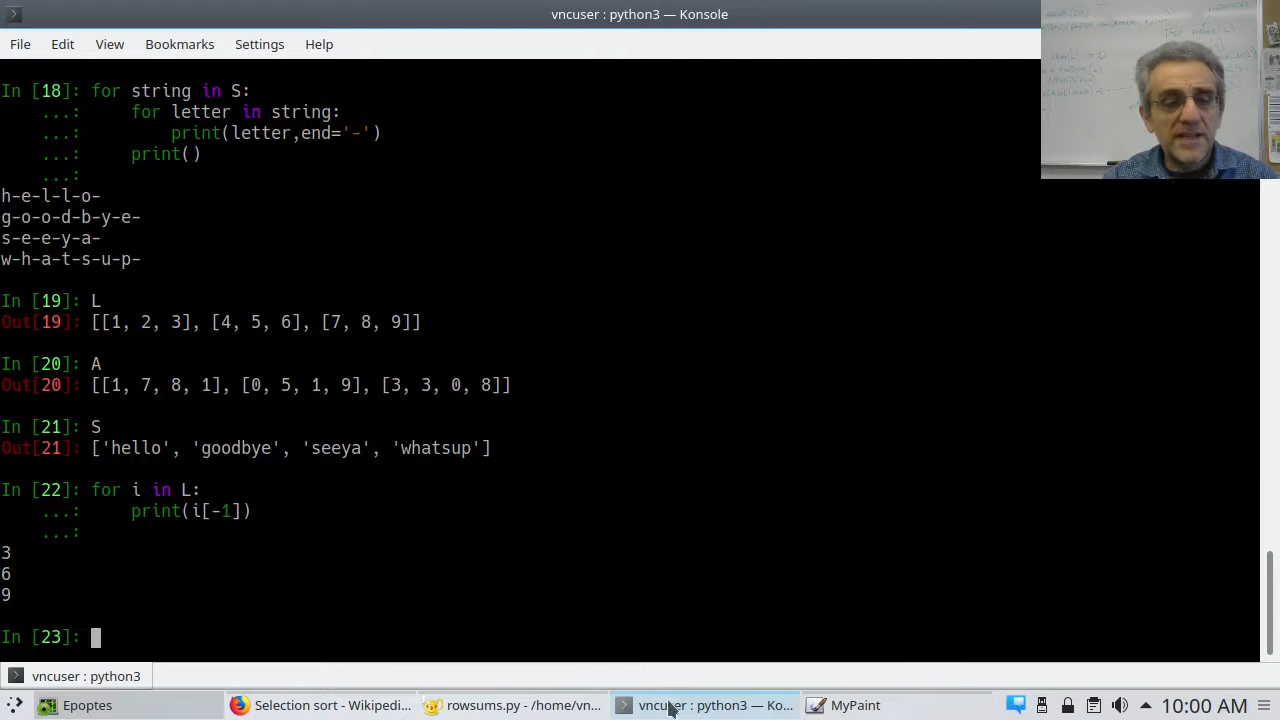 vncuser : python3 — Konsole
File Edit View Bookmarks Settings Help
In [18]: for string in S:
...: for letter in string:
...: print(letter,end='-')
...: print()
...:
h-e-l-l-o-
g-o-o-d-b-y-e-
s-e-e-y-a-
w-h-a-t-s-u-p-
In [19]: L
Out[19]: [[1, 2, 3], [4, 5, 6], [7, 8, 9]]
In [20]: A
Out[20]: [[1, 7, 8, 1], [0, 5, 1, 9], [3, 3, 0, 8]]
In [21]: S
Out[21]: ['hello', 'goodbye', 'seeya', 'whatsup']
In [22]: for i in L:
...: print(i[-1])
...:
3
6
9
In [23]:
vncuser : python3
Epoptes Selection sort - Wikipedi... rowsums.py - /home/vn... vncuser : python3 — Ko... MyPaint 10:00 AM